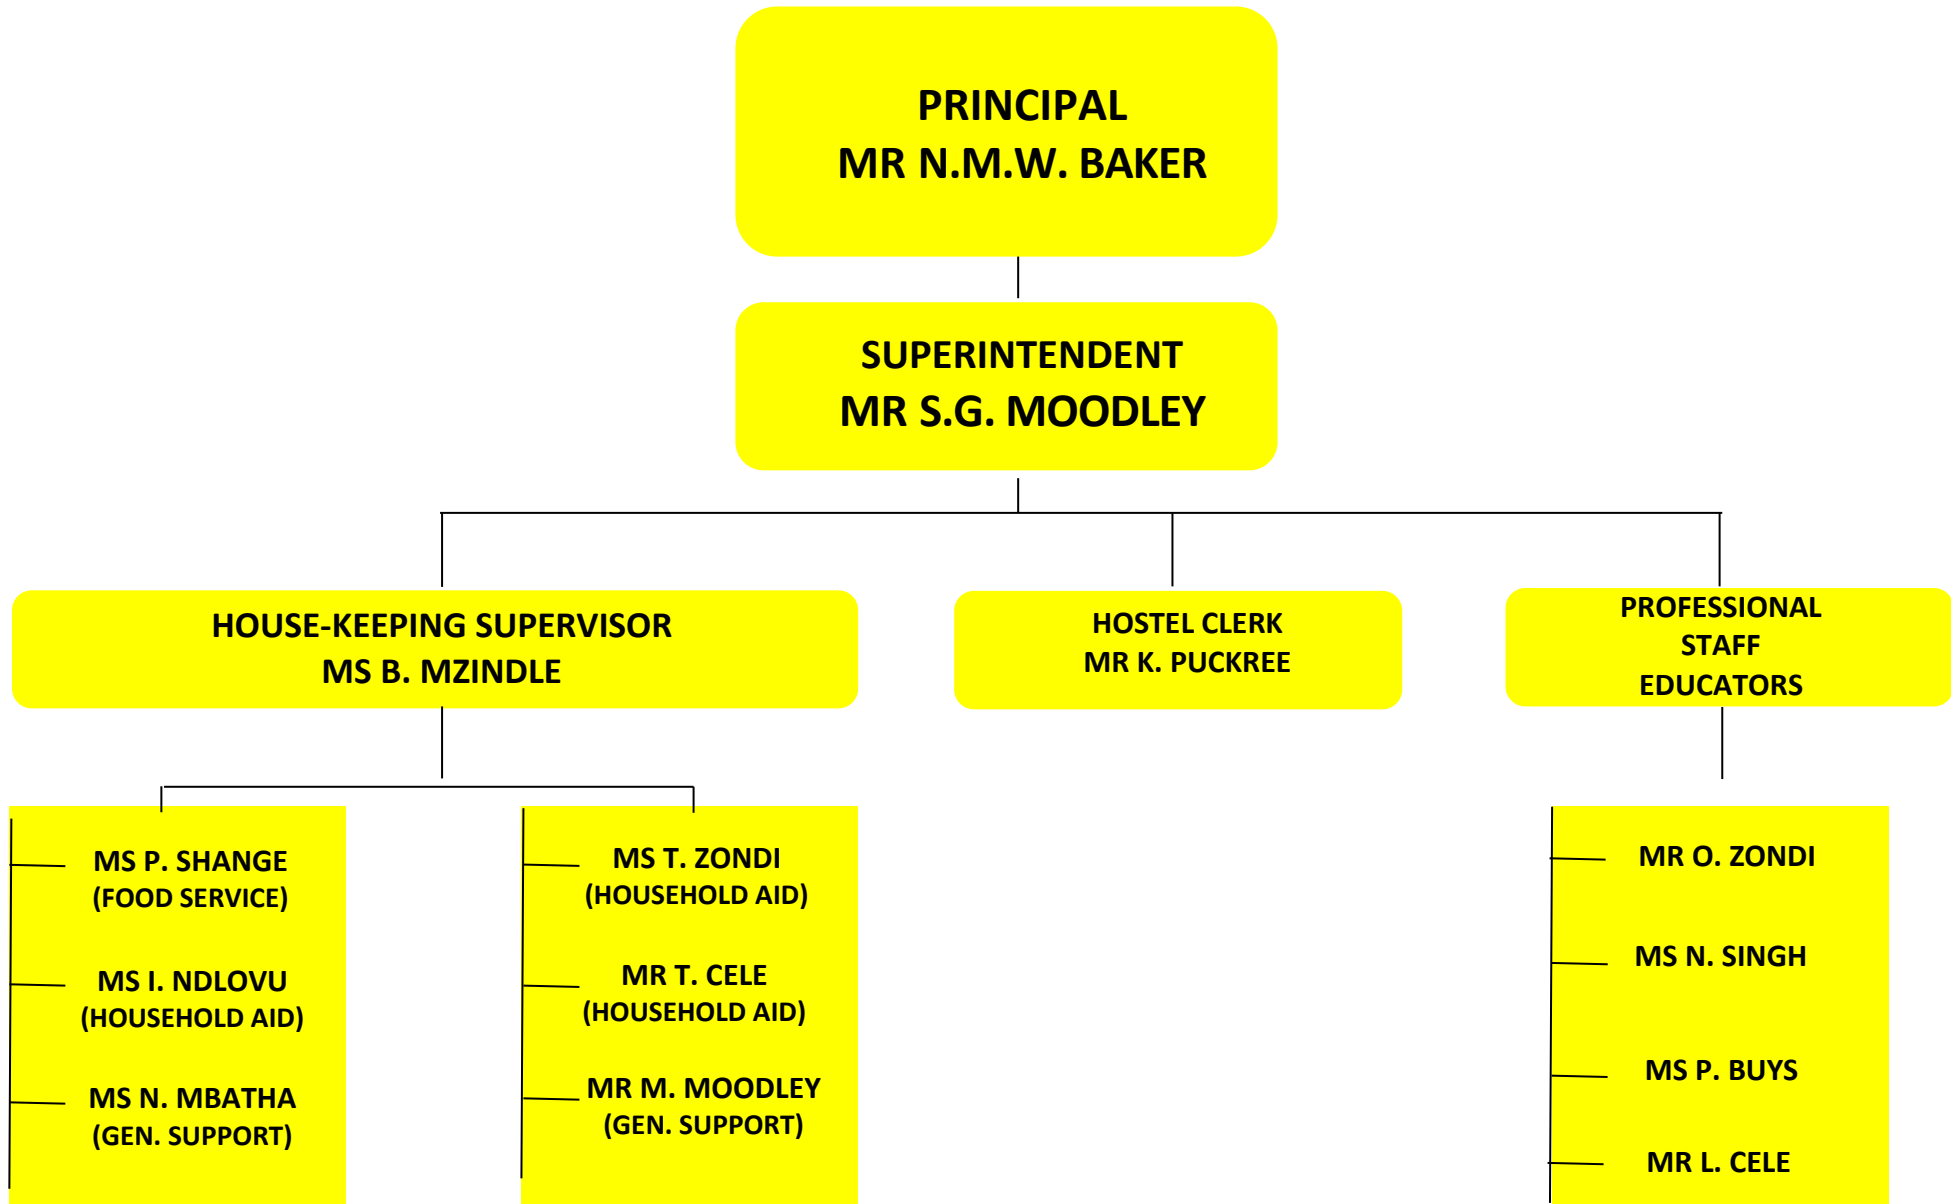 PRINCIPAL
MR N.M.W. BAKER
SUPERINTENDENT
MR S.G. MOODLEY
HOUSE-KEEPING SUPERVISOR
MS B. MZINDLE
HOSTEL CLERK
MR K. PUCKREE
PROFESSIONAL
STAFF
EDUCATORS
MS P. SHANGE
(FOOD SERVICE)
MS I. NDLOVU
(HOUSEHOLD AID)
MS N. MBATHA
(GEN. SUPPORT)
MS T. ZONDI
(HOUSEHOLD AID)
MR T. CELE
(HOUSEHOLD AID)
MR M. MOODLEY
(GEN. SUPPORT)
MR O. ZONDI
MS N. SINGH
MS P. BUYS
MR L. CELE